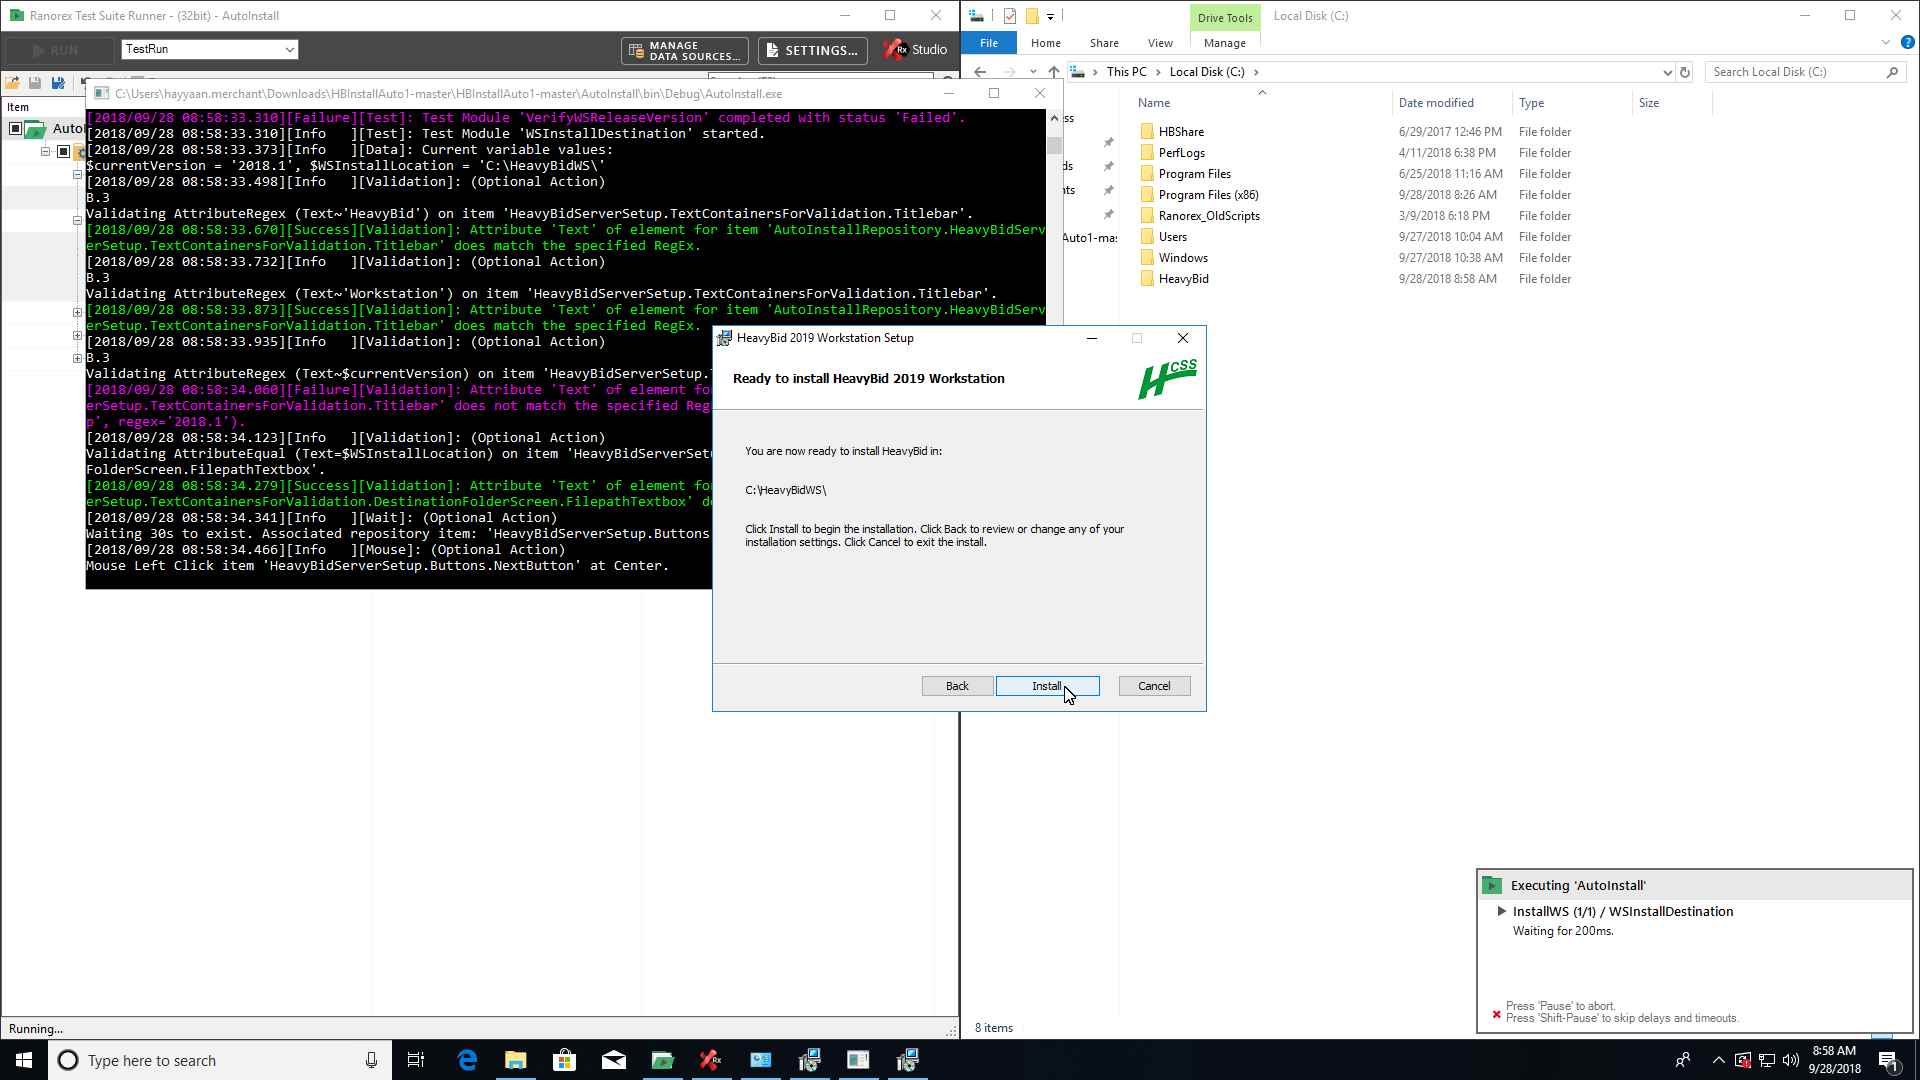 Ranorex Test Suite Runner - (32bit) - AutoInstall
RUN
TestRun
MANAGE
DATA SOURCES...
SETTINGS...
Rx Studio
Item
AutoI
C:\Users\hayyaan.merchant\Downloads\HBInstallAuto1-master\HBInstallAuto1-master\AutoInstall\bin\Debug\AutoInstall.exe
[2018/09/28 08:58:33.310][Failure][Test]: Test Module 'VerifyWSReleaseVersion' completed with status 'Failed'.
[2018/09/28 08:58:33.310][Info   ][Test]: Test Module 'WSInstallDestination' started.
[2018/09/28 08:58:33.373][Info   ][Data]: Current variable values:
$currentVersion = '2018.1', $WSInstallLocation = 'C:\HeavyBidWS\'
[2018/09/28 08:58:33.498][Info   ][Validation]: (Optional Action)
B.3
Validating AttributeRegex (Text~'HeavyBid') on item 'HeavyBidServerSetup.TextContainersForValidation.Titlebar'.
[2018/09/28 08:58:33.670][Success][Validation]: Attribute 'Text' of element for item 'AutoInstallRepository.HeavyBidServ
erSetup.TextContainersForValidation.Titlebar' does match the specified RegEx.
[2018/09/28 08:58:33.732][Info   ][Validation]: (Optional Action)
B.3
Validating AttributeRegex (Text~'Workstation') on item 'HeavyBidServerSetup.TextContainersForValidation.Titlebar'.
[2018/09/28 08:58:33.873][Success][Validation]: Attribute 'Text' of element for item 'AutoInstallRepository.HeavyBidServ
erSetup.TextContainersForValidation.Titlebar' does match the specified RegEx.
[2018/09/28 08:58:33.935][Info   ][Validation]: (Optional Action)
B.3
Validating AttributeRegex (Text~$currentVersion) on item 'HeavyBidServerSetup.T
[2018/09/28 08:58:34.060][Failure][Validation]: Attribute 'Text' of element fo
erSetup.TextContainersForValidation.Titlebar' does not match the specified Reg
p', regex='2018.1').
[2018/09/28 08:58:34.123][Info   ][Validation]: (Optional Action)
Validating AttributeEqual (Text=$WSInstallLocation) on item 'HeavyBidServerSetu
FolderScreen.FilepathTextbox'.
[2018/09/28 08:58:34.279][Success][Validation]: Attribute 'Text' of element fo
erSetup.TextContainersForValidation.DestinationFolderScreen.FilepathTextbox' do
[2018/09/28 08:58:34.341][Info   ][Wait]: (Optional Action)
Waiting 30s to exist. Associated repository item: 'HeavyBidServerSetup.Buttons
[2018/09/28 08:58:34.466][Info   ][Mouse]: (Optional Action)
Mouse Left Click item 'HeavyBidServerSetup.Buttons.NextButton' at Center.
Running...
HeavyBid 2019 Workstation Setup
Ready to install HeavyBid 2019 Workstation
HCSS
You are now ready to install HeavyBid in:
C:\HeavyBidWS\
Click Install to begin the installation. Click Back to review or change any of your
installation settings. Click Cancel to exit the install.
Back
Install
Cancel
Drive Tools
Local Disk (C:)
File
Home
Share
View
Manage
This PC > Local Disk (C:) >
Search Local Disk (C:)
ss
ds
nts
Auto1-mas
Name
Date modified
Type
Size
HBShare 6/29/2017 12:46 PM File folder
PerfLogs 4/11/2018 6:38 PM File folder
Program Files 6/25/2018 11:16 AM File folder
Program Files (x86) 9/28/2018 8:26 AM File folder
Ranorex_OldScripts 3/9/2018 6:18 PM File folder
Users 9/27/2018 10:04 AM File folder
Windows 9/27/2018 10:38 AM File folder
HeavyBid 9/28/2018 8:58 AM File folder
8 items
Executing 'AutoInstall'
InstallWS (1/1) / WSInstallDestination
Waiting for 200ms.
Press 'Pause' to abort.
Press 'Shift-Pause' to skip delays and timeouts.
Type here to search
8:58 AM
9/28/2018
1